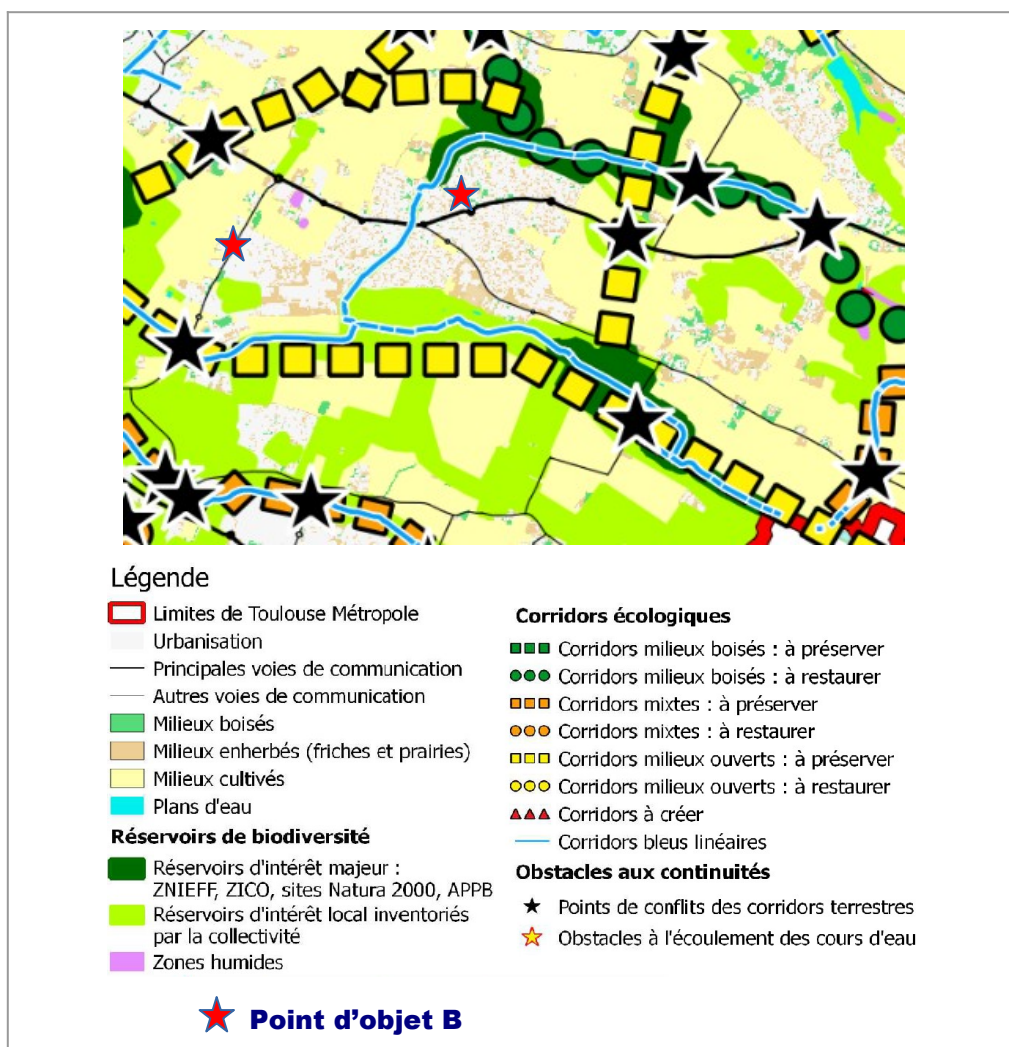 Légende
Limites de Toulouse Métropole
Urbanisation
Principales voies de communication
Autres voies de communication
Milieux boisés
Milieux enherbés (friches et prairies)
Milieux cultivés
Plans d'eau
Réservoirs de biodiversité
Réservoirs d'intérêt majeur :
ZNIEFF, ZICO, sites Natura 2000, APPB
Réservoirs d'intérêt local inventoriés
par la collectivité
Zones humides
Corridors écologiques
Corridors milieux boisés : à préserver
Corridors milieux boisés : à restaurer
Corridors mixtes : à préserver
Corridors mixtes : à restaurer
Corridors milieux ouverts : à préserver
Corridors milieux ouverts : à restaurer
Corridors à créer
Corridors bleus linéaires
Obstacles aux continuités
Points de conflits des corridors terrestres
Obstacles à l'écoulement des cours d'eau
Point d'objet B